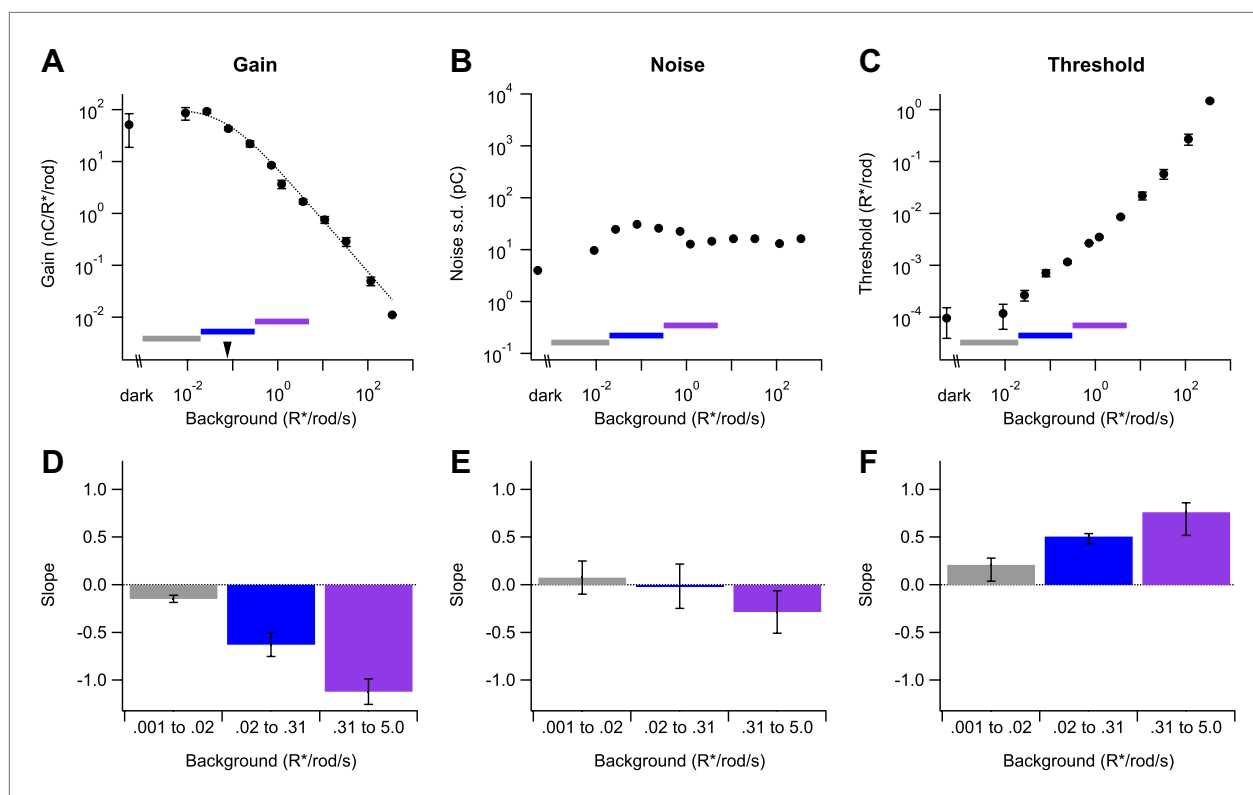 A
Gain
Gain (nC/R*/rod)
10^2
10^1
10^0
10^-1
10^-2
dark
10^-2
10^0
10^2
Background (R*/rod/s)
B
Noise
Noise s.d. (pC)
10^4
10^3
10^2
10^1
10^0
10^-1
dark
10^-2
10^0
10^2
Background (R*/rod/s)
C
Threshold
Threshold (R*/rod)
10^0
10^-1
10^-2
10^-3
10^-4
dark
10^-2
10^0
10^2
Background (R*/rod/s)
D
Slope
1.0
0.5
0.0
-0.5
-1.0
.001 to .02
.02 to .31
.31 to 5.0
Background (R*/rod/s)
E
Slope
1.0
0.5
0.0
-0.5
-1.0
.001 to .02
.02 to .31
.31 to 5.0
Background (R*/rod/s)
F
Slope
1.0
0.5
0.0
-0.5
-1.0
.001 to .02
.02 to .31
.31 to 5.0
Background (R*/rod/s)